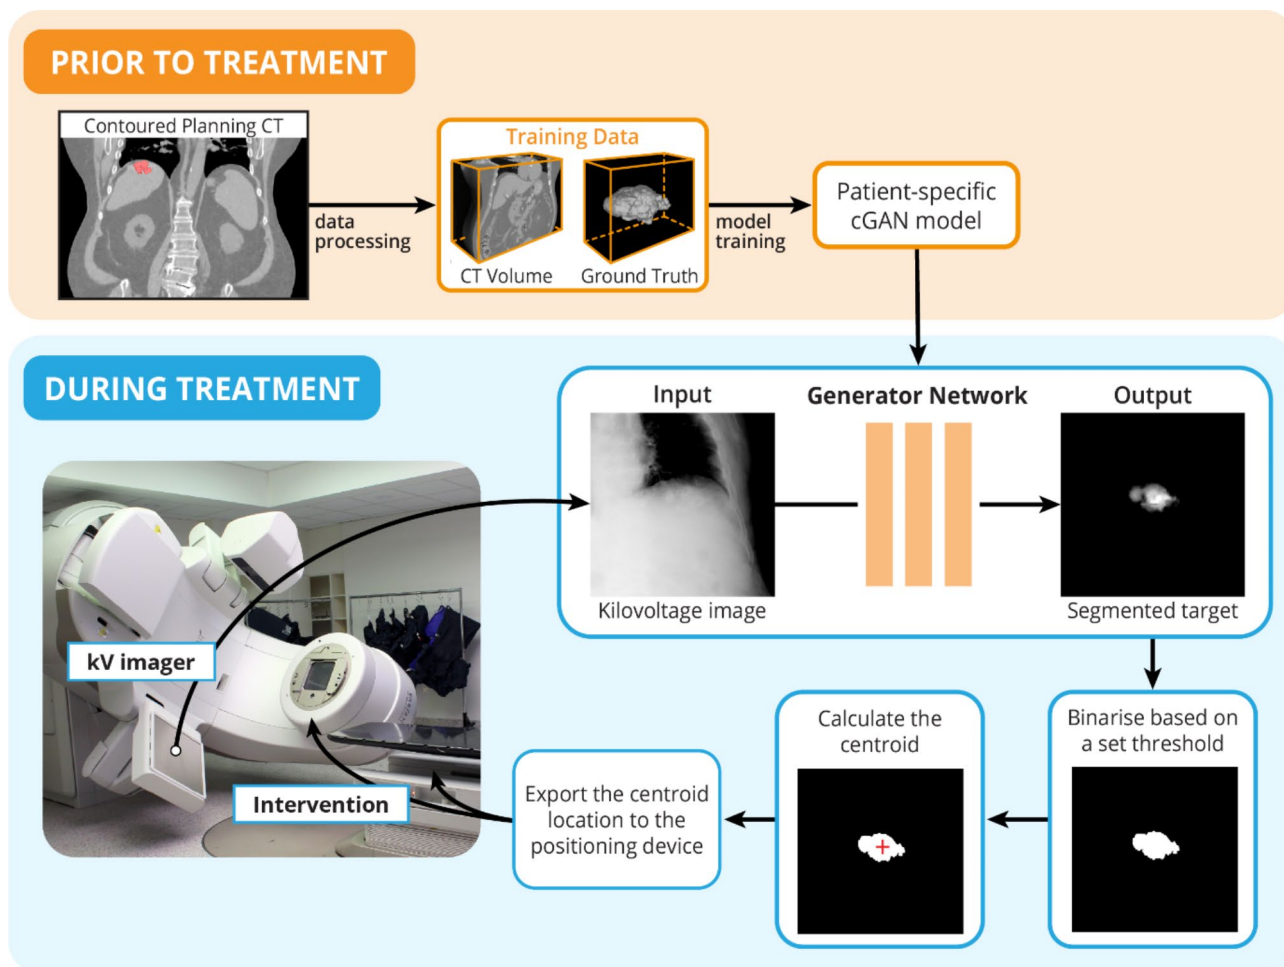 PRIOR TO TREATMENT
Contoured Planning CT
data
processing
Training Data
CT Volume
Ground Truth
model
training
Patient-specific
cGAN model
DURING TREATMENT
Input
Generator Network
Output
Kilovoltage image
Segmented target
kV imager
Intervention
Export the centroid
location to the
positioning device
Calculate the
centroid
Binarise based on
a set threshold